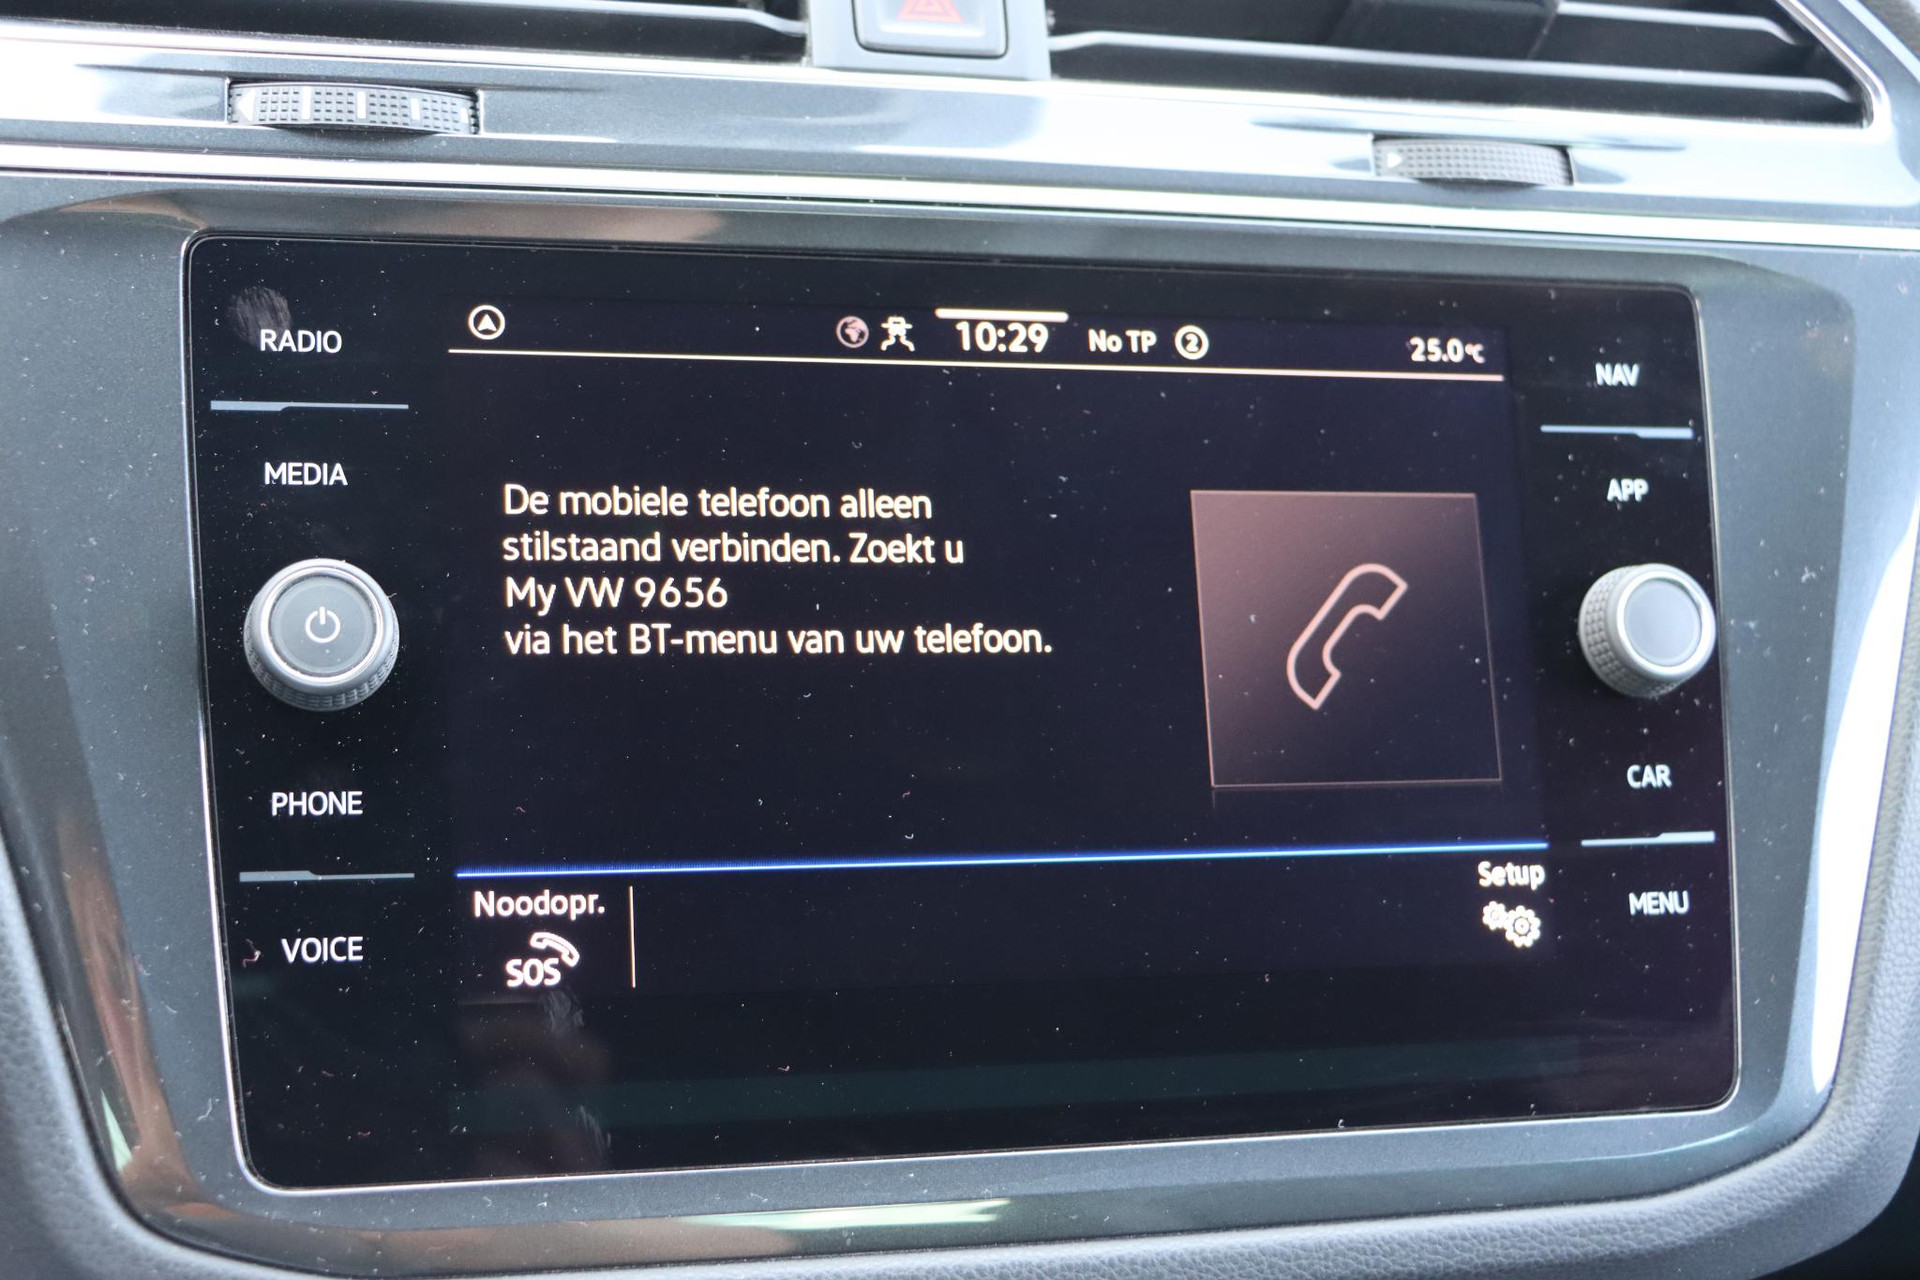 RADIO
MEDIA
PHONE
VOICE
10:29 No TP 2 25.0°C
De mobiele telefoon alleen
stilstaand verbinden. Zoekt u
My VW 9656
via het BT-menu van uw telefoon.
Noodopr.
SOS
Setup
NAV
APP
CAR
MENU